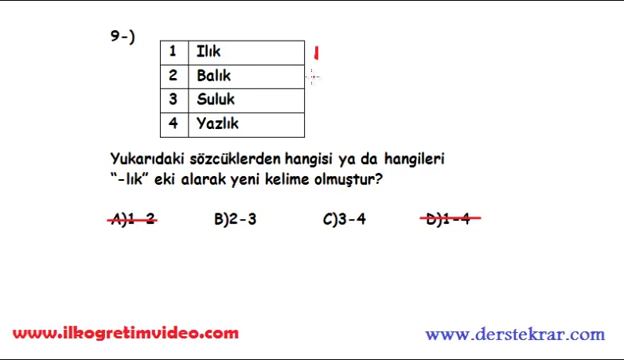 9-)
1 Ilık
2 Balık
3 Suluk
4 Yazlık
Yukarıdaki sözcüklerden hangisi ya da hangileri
“-lık” eki alarak yeni kelime olmuştur?
A)1-2 B)2-3 C)3-4 D)1-4
www.ilkogretimvideo.com www.derstekrar.com